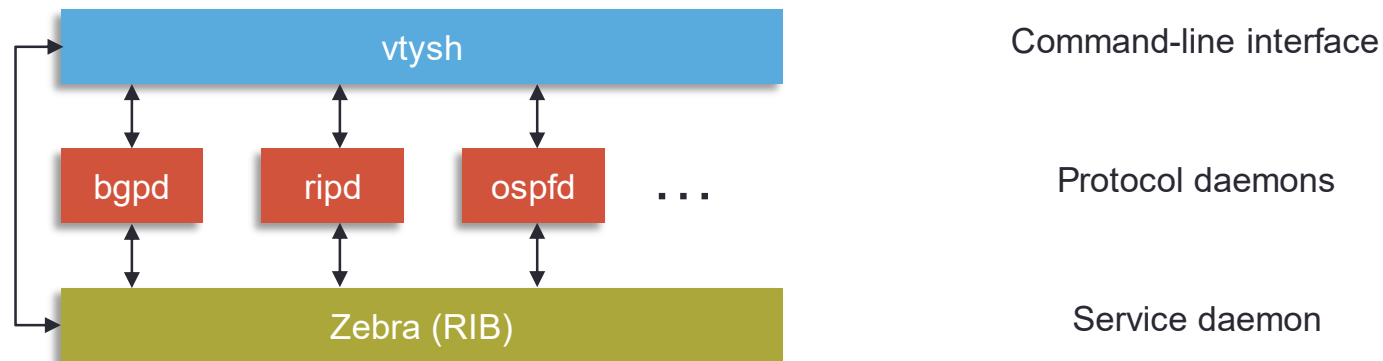 vtysh
Command-line interface
bgpd
ripd
ospfd
...
Protocol daemons
Zebra (RIB)
Service daemon